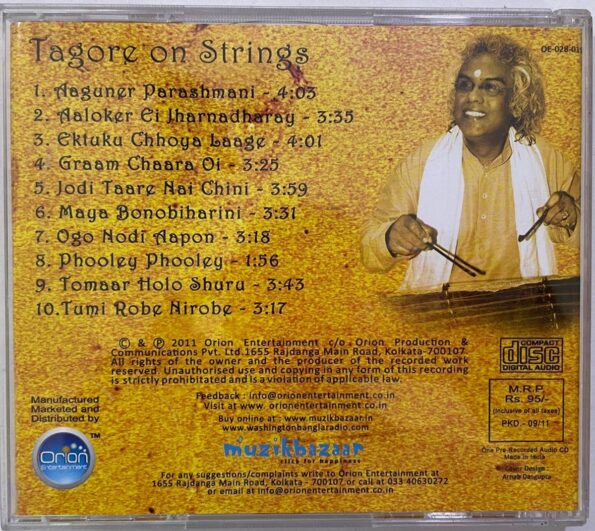 Tagore on Strings
OE-028-01
1. Aaguner Parashmani - 4:03
2. Aaloker Ei Jharnadharay - 3:35
3. Ektuku Chhoya Laage - 4:01
4. Graam Chaara Oi - 3:25
5. Jodi Taare Nai Chini - 3:59
6. Maya Bonobiharini - 3:31
7. Ogo Nodi Aapon - 3:18
8. Phooley Phooley - 1:56
9. Tomaar Holo Shuru - 3:43
10. Tumi Robe Nirobe - 3:17
© & ℗ 2011 Orion Entertainment c/o Orion Production &
Communications Pvt. Ltd. 1655 Rajdanga Main Road, Kolkata-700107.
All rights of the owner and the producer of the recorded work
reserved. Unauthorised use and copying in any form of this recording
is strictly prohibitated and is a violation of applicable law.
COMPACT
disc
DIGITAL AUDIO
Feedback : info@orionentertainment.co.in
Visit at www. orionentertainment.co.in
Buy online at : www.muzikbazaar.in
www.washingtonbanglaradio.com
muzikbazaar
click for happiness
Manufactured
Marketed and
Distributed by
TM
Orion
Entertainment
M.R.P.
Rs. 95/-
(inclusive of all taxes)
PKD - 09/11
One Pre-Recorded Audio CD
Made in India
Cover Design :
Arnab Dasgupta
For any suggestions/complaints write to Orion Entertainment at
1655 Rajdanga Main Road, Kolkata - 700107 or call at 033 40630272
or email at info@orionentertainment.co.in